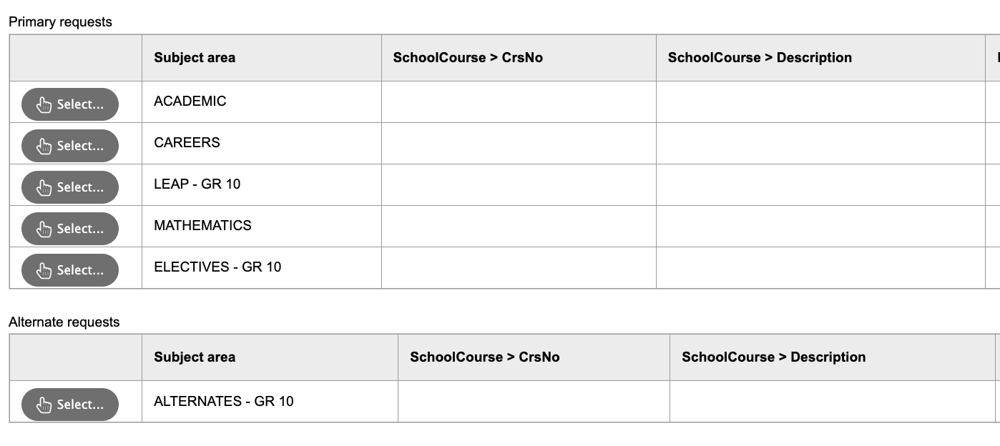 Primary requests
Subject area SchoolCourse > CrsNo SchoolCourse > Description
Select... ACADEMIC
Select... CAREERS
Select... LEAP - GR 10
Select... MATHEMATICS
Select... ELECTIVES - GR 10
Alternate requests
Subject area SchoolCourse > CrsNo SchoolCourse > Description
Select... ALTERNATES - GR 10